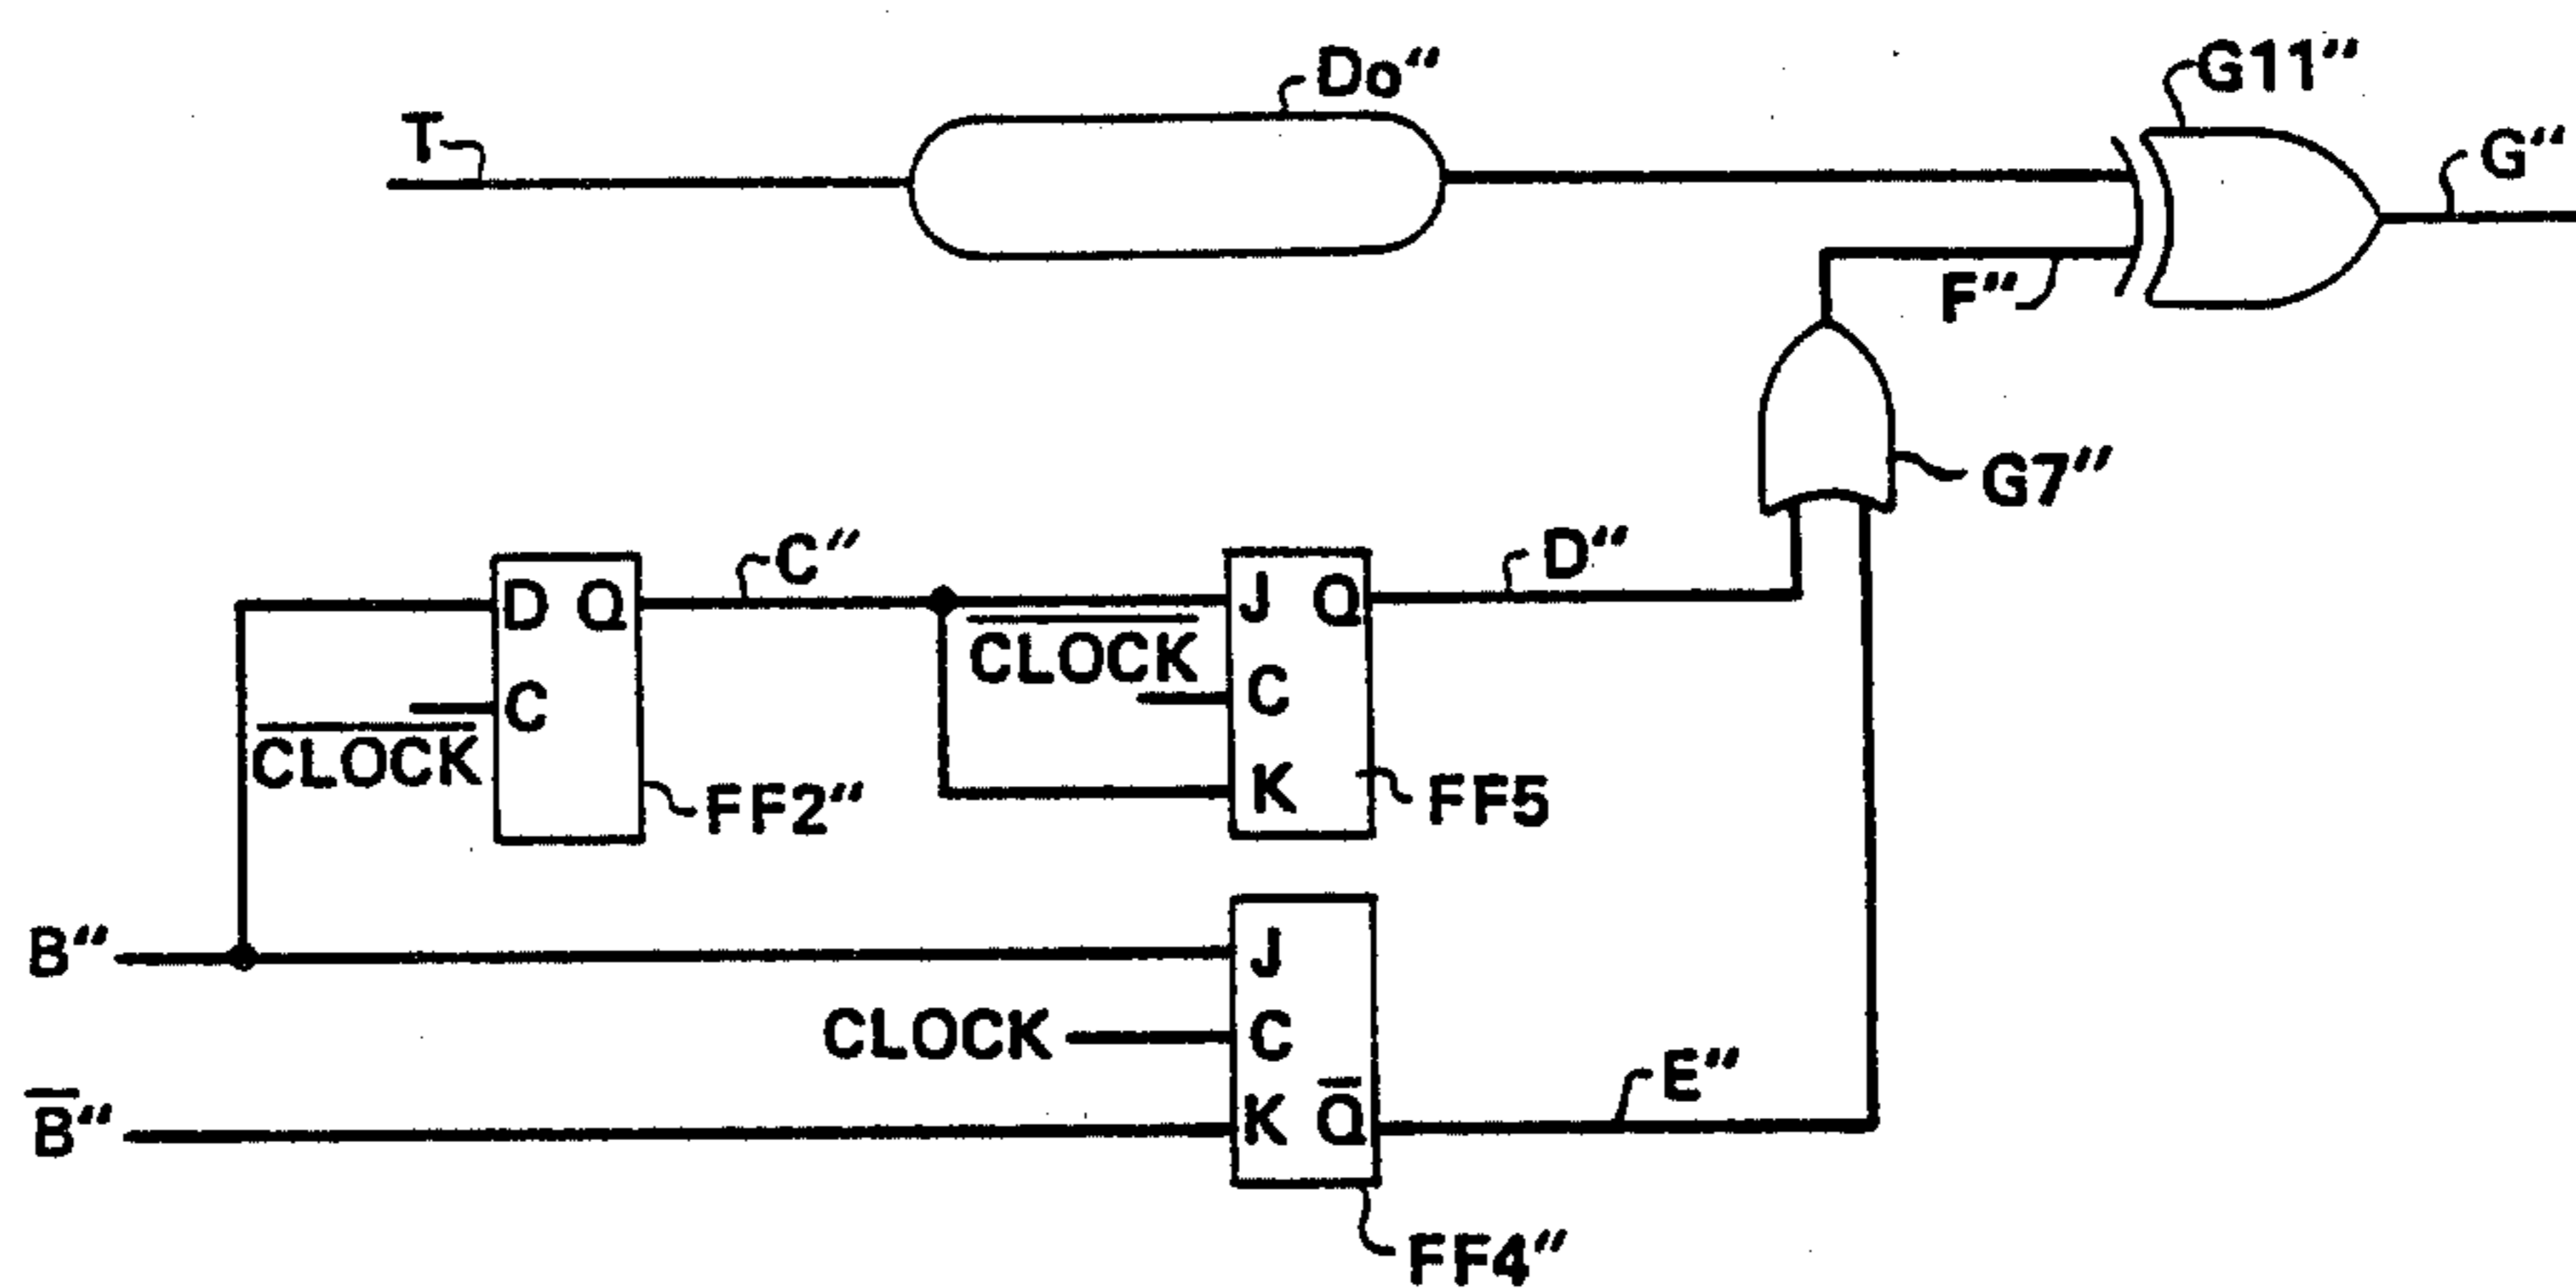 Do″
G11″
T
G″
F″
G7″
C″
D″
D Q
J Q
CLOCK
C
C
CLOCK
K
FF2″
FF5
B″
J
CLOCK
C
E″
B̅″
K Q̅
FF4″